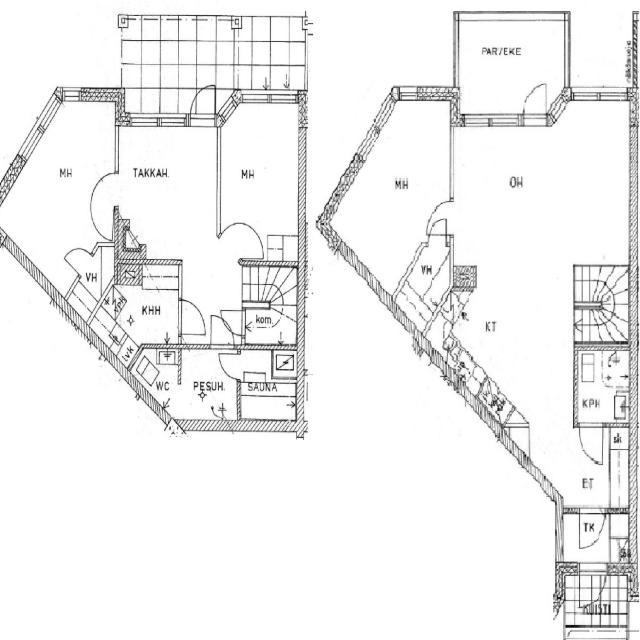 MH
TAKKAH.
MH
VH
KHH
kom.
lvk
WC
PESUH.
SAUNA
PARVEKE
MH
OH
VH
KT
KPH
sk
ET
TK
KUISTI